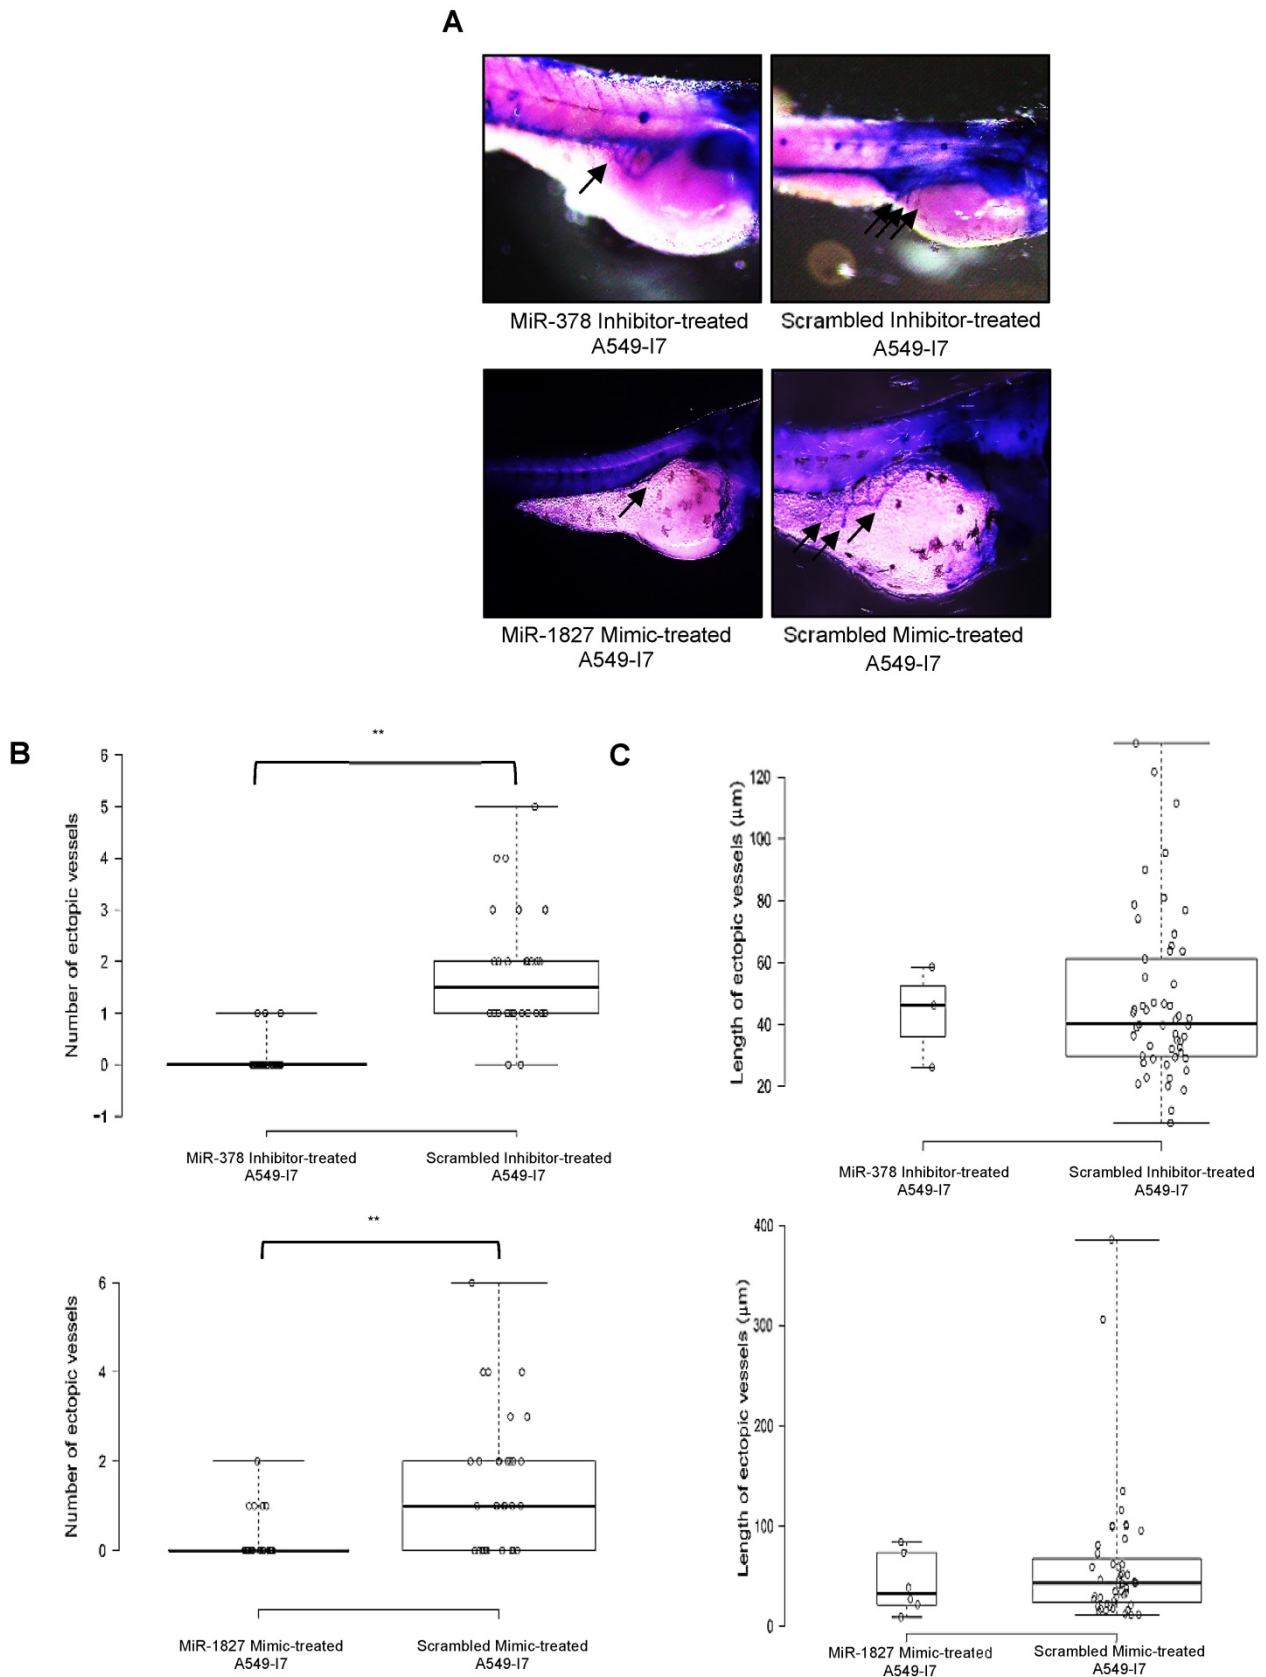 A
MiR-378 Inhibitor-treated
A549-I7
Scrambled Inhibitor-treated
A549-I7
MiR-1827 Mimic-treated
A549-I7
Scrambled Mimic-treated
A549-I7
B
**
Number of ectopic vessels
6
5
4
3
2
1
0
-1
MiR-378 Inhibitor-treated
A549-I7
Scrambled Inhibitor-treated
A549-I7
C
Length of ectopic vessels (μm)
120
100
80
60
40
20
MiR-378 Inhibitor-treated
A549-I7
Scrambled Inhibitor-treated
A549-I7
**
Number of ectopic vessels
6
4
2
0
MiR-1827 Mimic-treated
A549-I7
Scrambled Mimic-treated
A549-I7
Length of ectopic vessels (μm)
400
300
200
100
0
MiR-1827 Mimic-treated
A549-I7
Scrambled Mimic-treated
A549-I7